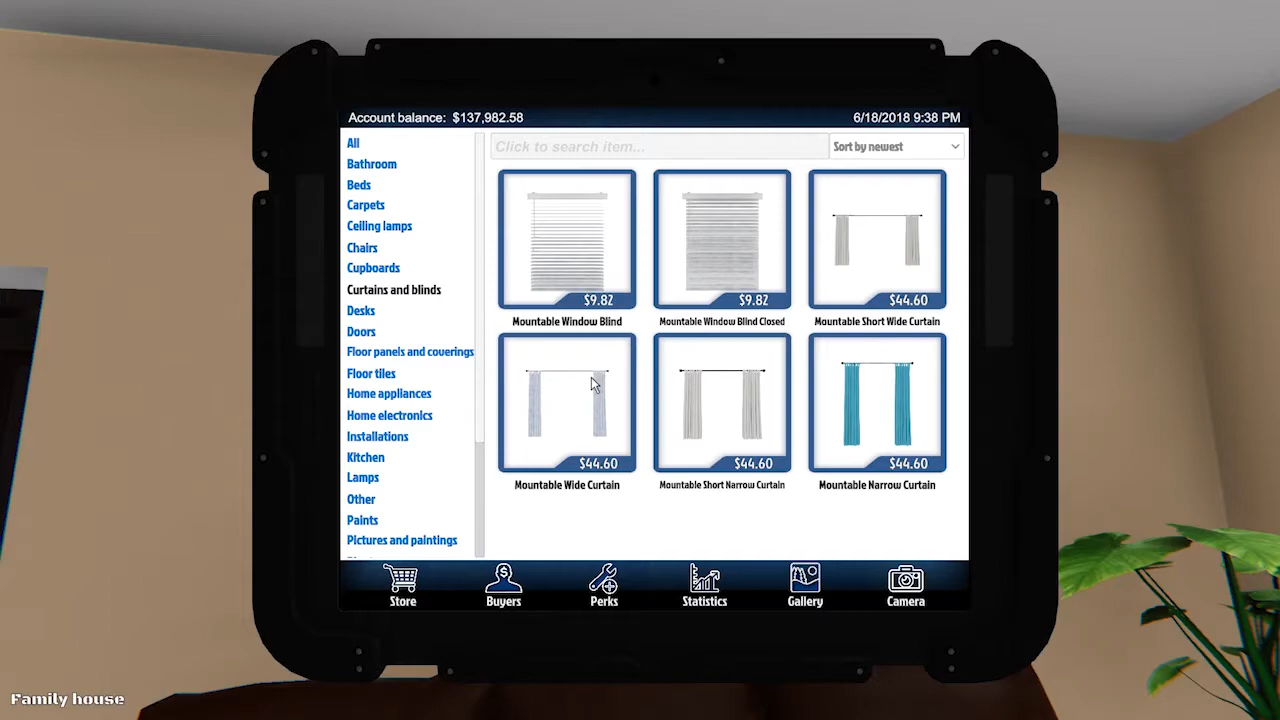 Account balance: $137,982.58
6/18/2018 9:38 PM
All
Bathroom
Beds
Carpets
Ceiling lamps
Chairs
Cupboards
Curtains and blinds
Desks
Doors
Floor panels and coverings
Floor tiles
Home appliances
Home electronics
Installations
Kitchen
Lamps
Other
Paints
Pictures and paintings
Click to search item...
Sort by newest
$9.82
$9.82
$44.60
Mountable Window Blind
Mountable Window Blind Closed
Mountable Short Wide Curtain
$44.60
$44.60
$44.60
Mountable Wide Curtain
Mountable Short Narrow Curtain
Mountable Narrow Curtain
Store
Buyers
Perks
Statistics
Gallery
Camera
Family house